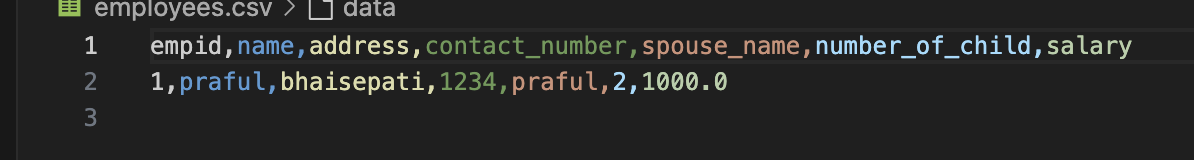 employees.csv > data
1 empid,name,address,contact_number,spouse_name,number_of_child,salary
2 1,praful,bhaisepati,1234,praful,2,1000.0
3